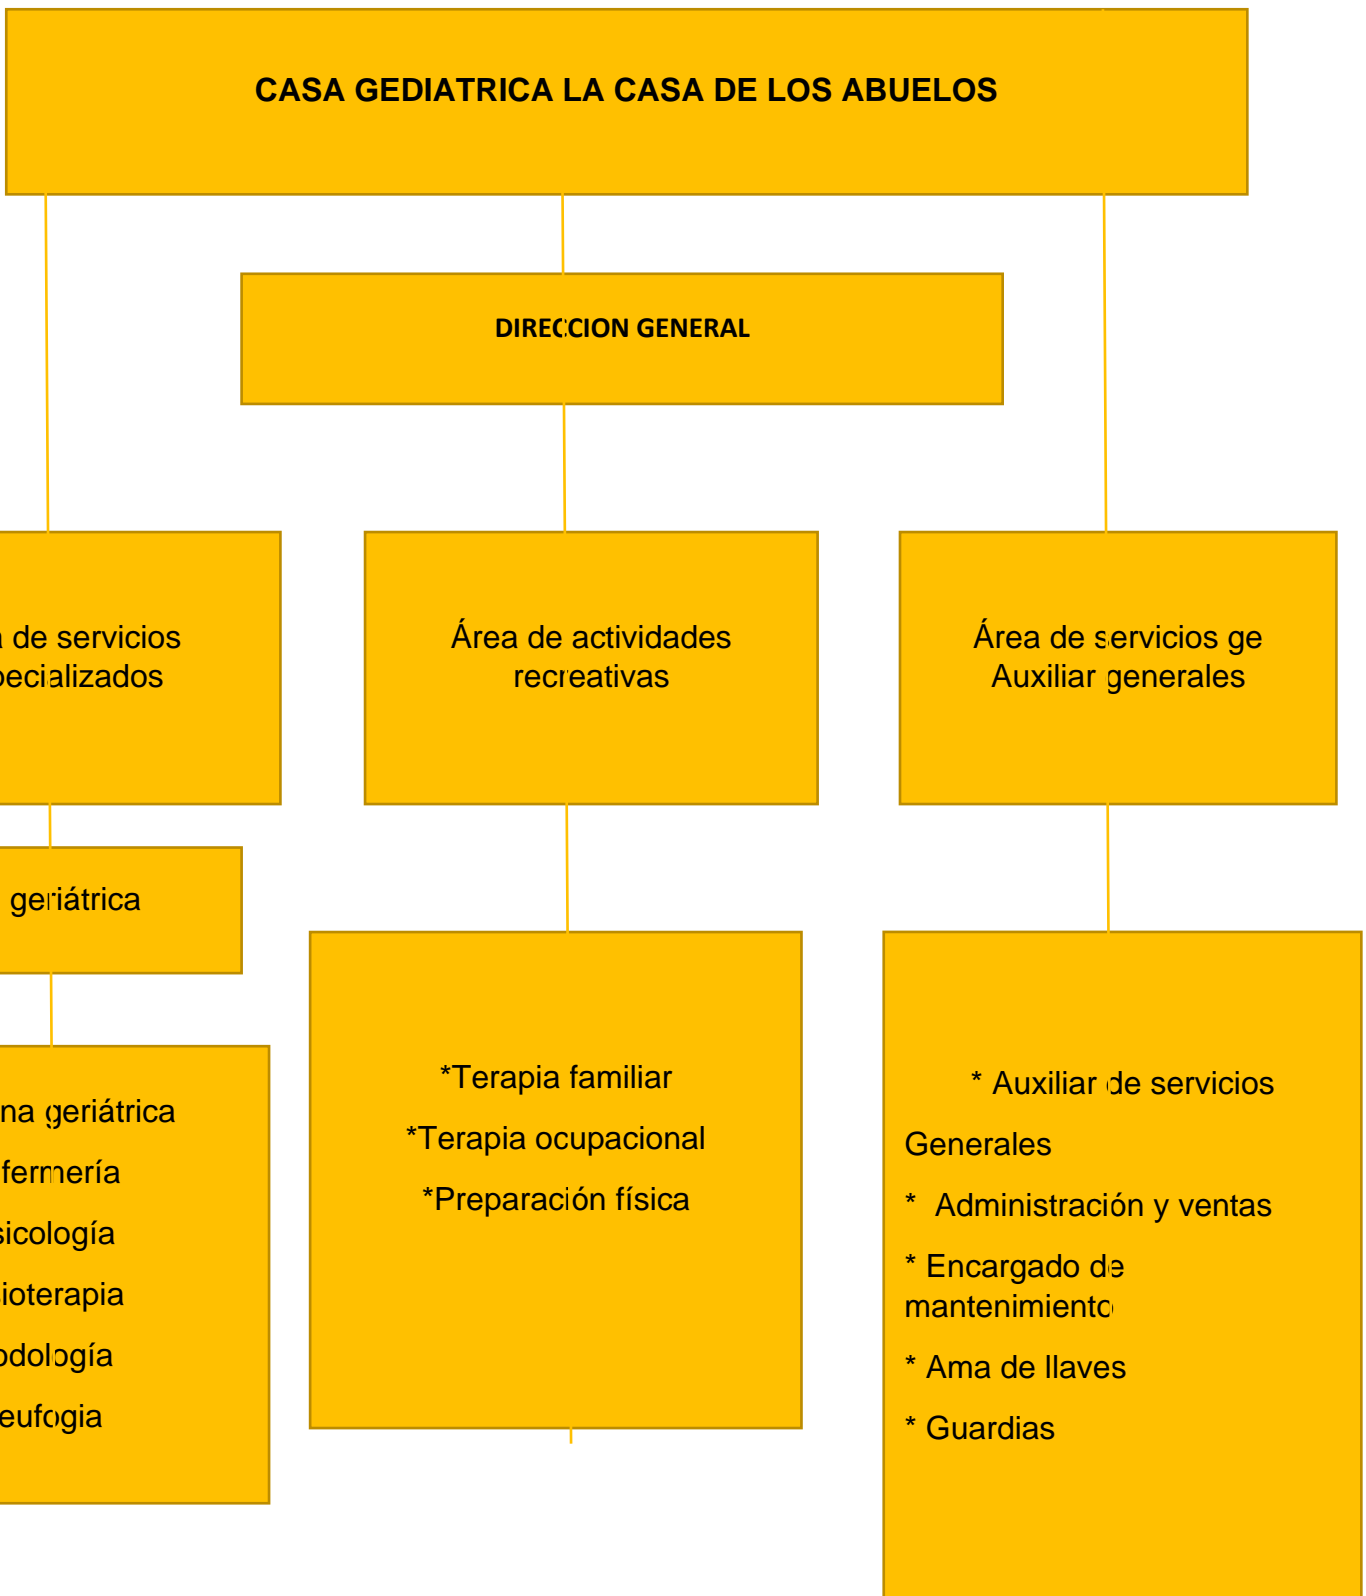 CASA GEDIATRICA LA CASA DE LOS ABUELOS
DIRECCION GENERAL
de servicios
pecializados
Área de actividades
recreativas
Área de servicios ge
Auxiliar generales
geriátrica
na geriátrica
fermería
sicología
sioterapia
odología
eufogia
*Terapia familiar
*Terapia ocupacional
*Preparación física
* Auxiliar de servicios
Generales
* Administración y ventas
* Encargado de
mantenimiento
* Ama de llaves
* Guardias